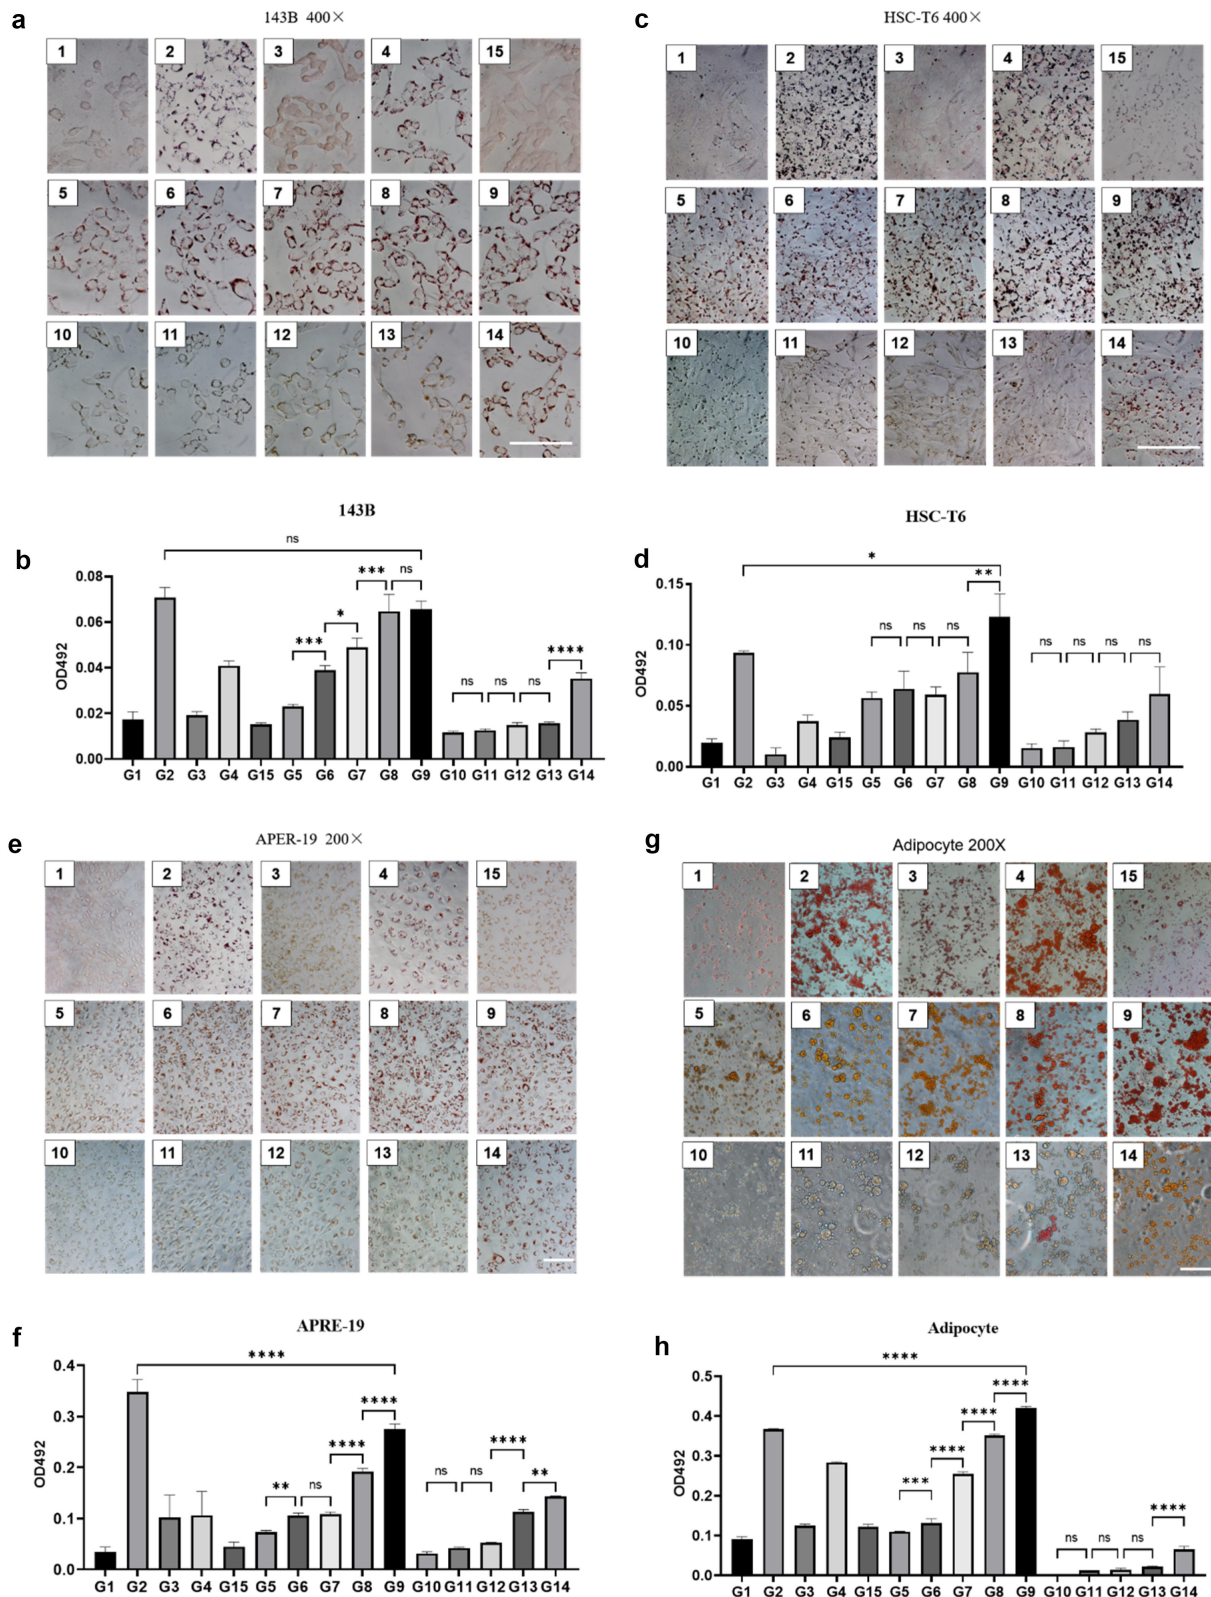 a
143B 400×
1 2 3 4 15
5 6 7 8 9
10 11 12 13 14
b
143B
ns
*** ns
*
***
****
ns ns ns
OD492
0.08
0.06
0.04
0.02
0.00
G1 G2 G3 G4 G15 G5 G6 G7 G8 G9 G10 G11 G12 G13 G14
c
HSC-T6 400×
1 2 3 4 15
5 6 7 8 9
10 11 12 13 14
d
HSC-T6
*
**
ns ns ns
ns ns ns ns
OD492
0.15
0.10
0.05
0.00
G1 G2 G3 G4 G15 G5 G6 G7 G8 G9 G10 G11 G12 G13 G14
e
APER-19 200×
1 2 3 4 15
5 6 7 8 9
10 11 12 13 14
f
APRE-19
****
****
****
** ns
****
ns ns **
OD492
0.4
0.3
0.2
0.1
0.0
G1 G2 G3 G4 G15 G5 G6 G7 G8 G9 G10 G11 G12 G13 G14
g
Adipocyte 200X
1 2 3 4 15
5 6 7 8 9
10 11 12 13 14
h
Adipocyte
****
****
****
****
***
****
ns ns ns
OD492
0.5
0.4
0.3
0.2
0.1
0.0
G1 G2 G3 G4 G15 G5 G6 G7 G8 G9 G10 G11 G12 G13 G14